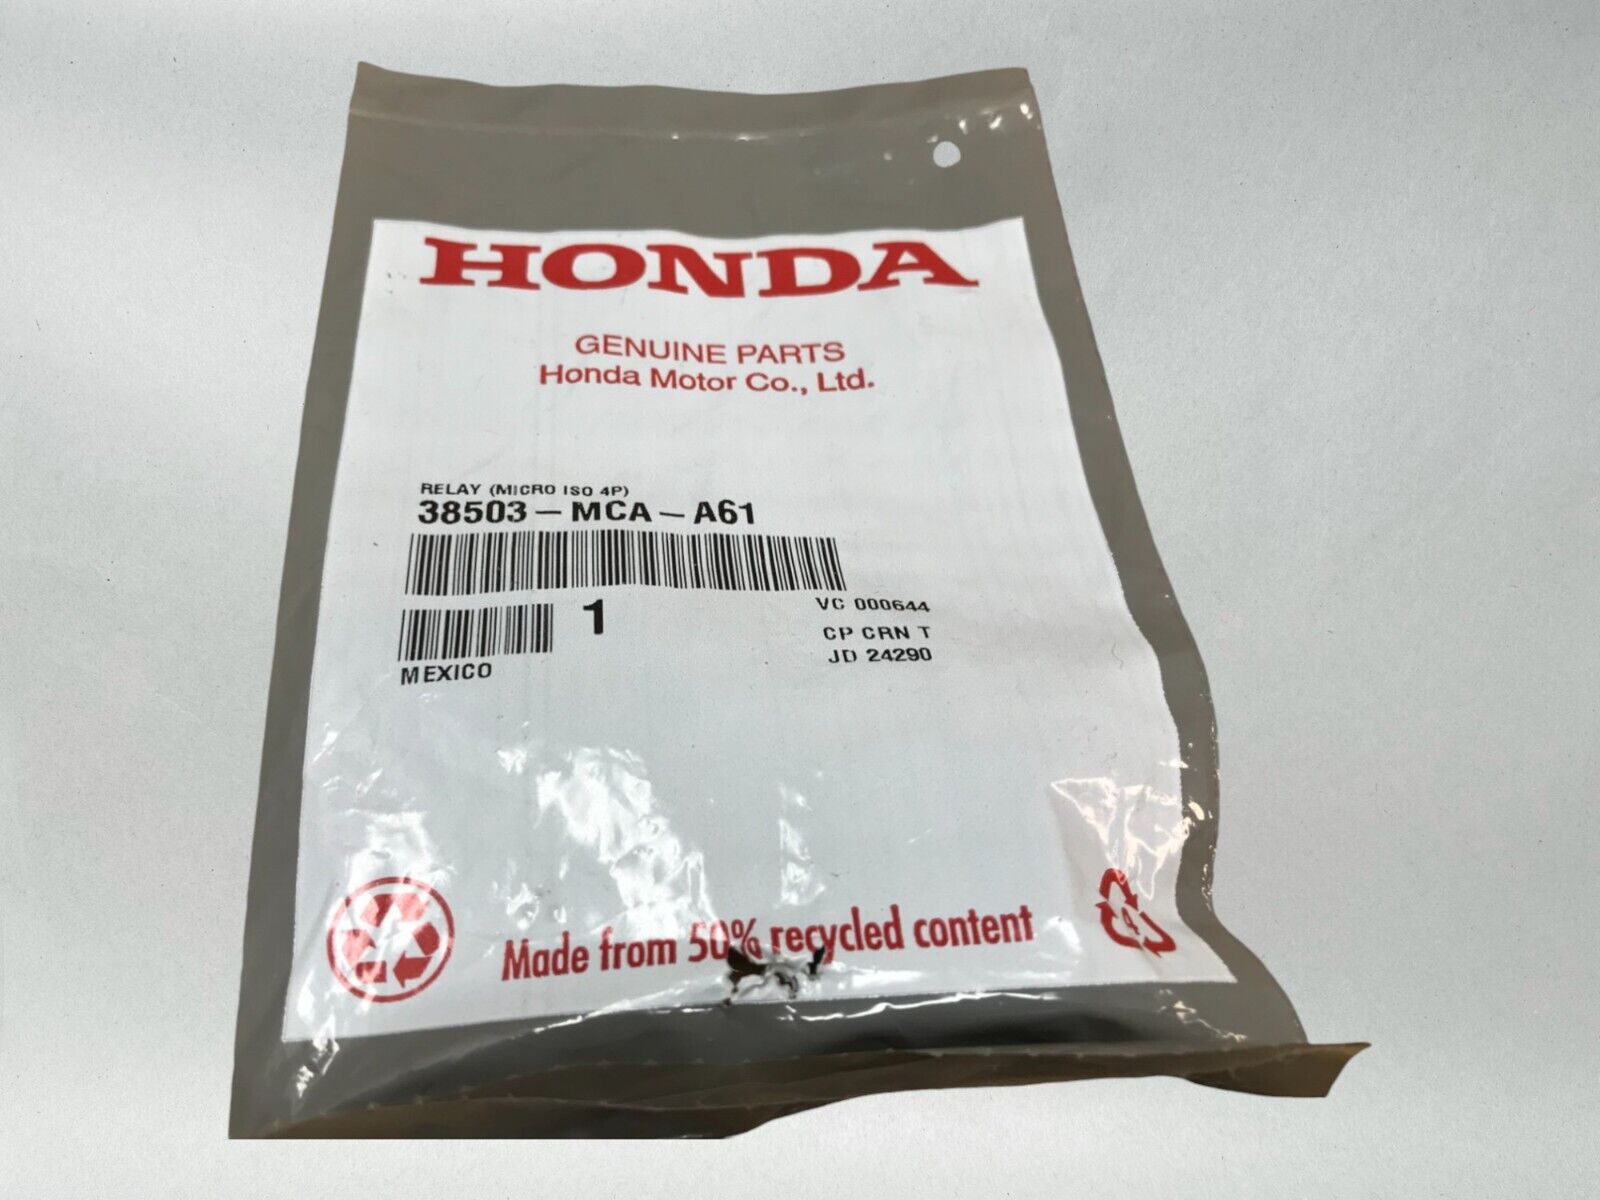 HONDA
GENUINE PARTS
Honda Motor Co., Ltd.
RELAY (MICRO ISO 4P)
38503-MCA-A61
1
VC 000644
CP CRN T
JD 24290
MEXICO
Made from 50% recycled content